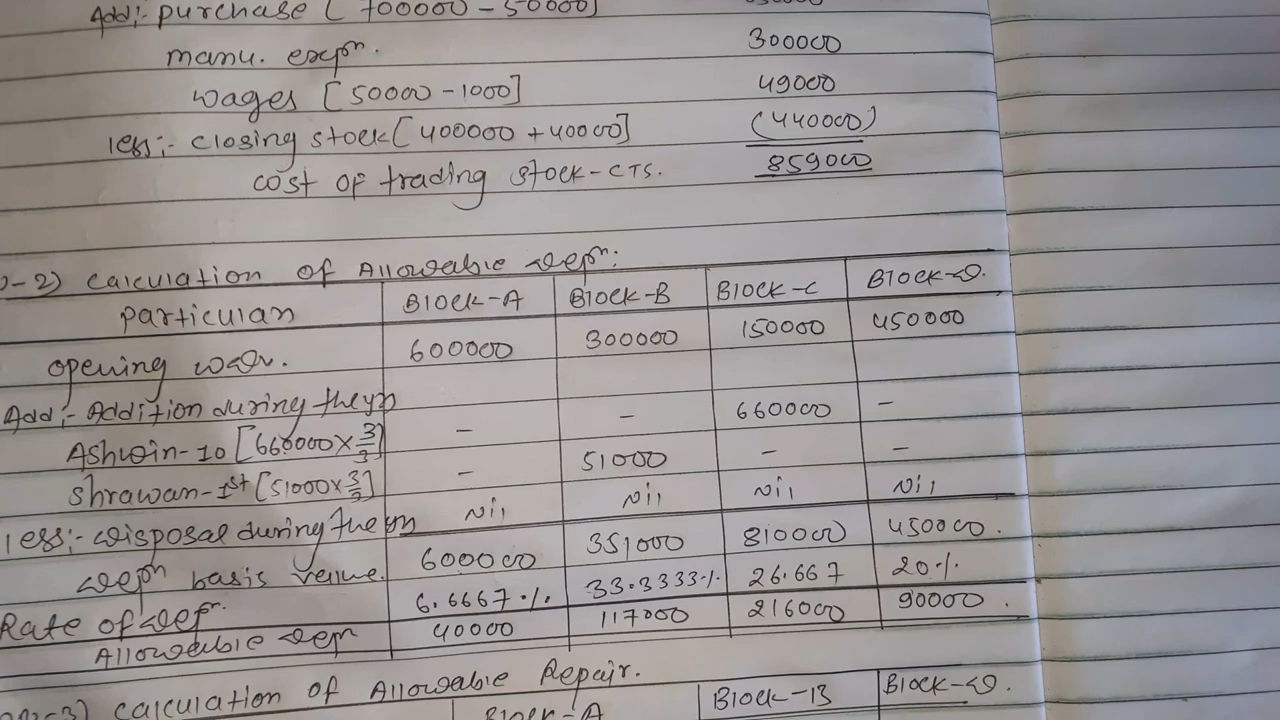 Add:- purchase [700000 - 50000]
manu. expn. 300000
wages [50000 - 1000] 49000
less:- closing stock [400000 + 40000] (440000)
cost of trading stock - CTS. 859000
-2) Calculation of Allowable Depn:
Particular Block-A Block-B Block-C Block-D.
opening WDV. 600000 300000 150000 450000
Add:- Addition during the yr
Ashwin-10 [660000 × 3/3] - - 660000 -
Shrawan-1st [51000 × 3/3] - 51000 - -
less:- Disposal during the yr Nil Nil Nil Nil
Depn basis value. 600000 351000 810000 450000.
Rate of Depn. 6.6667 % 33.3333 % 26.667 20 %
Allowable Depn 40000 117000 216000 90000.
-3) Calculation of Allowable Repair.
Block-A Block-B Block-D.